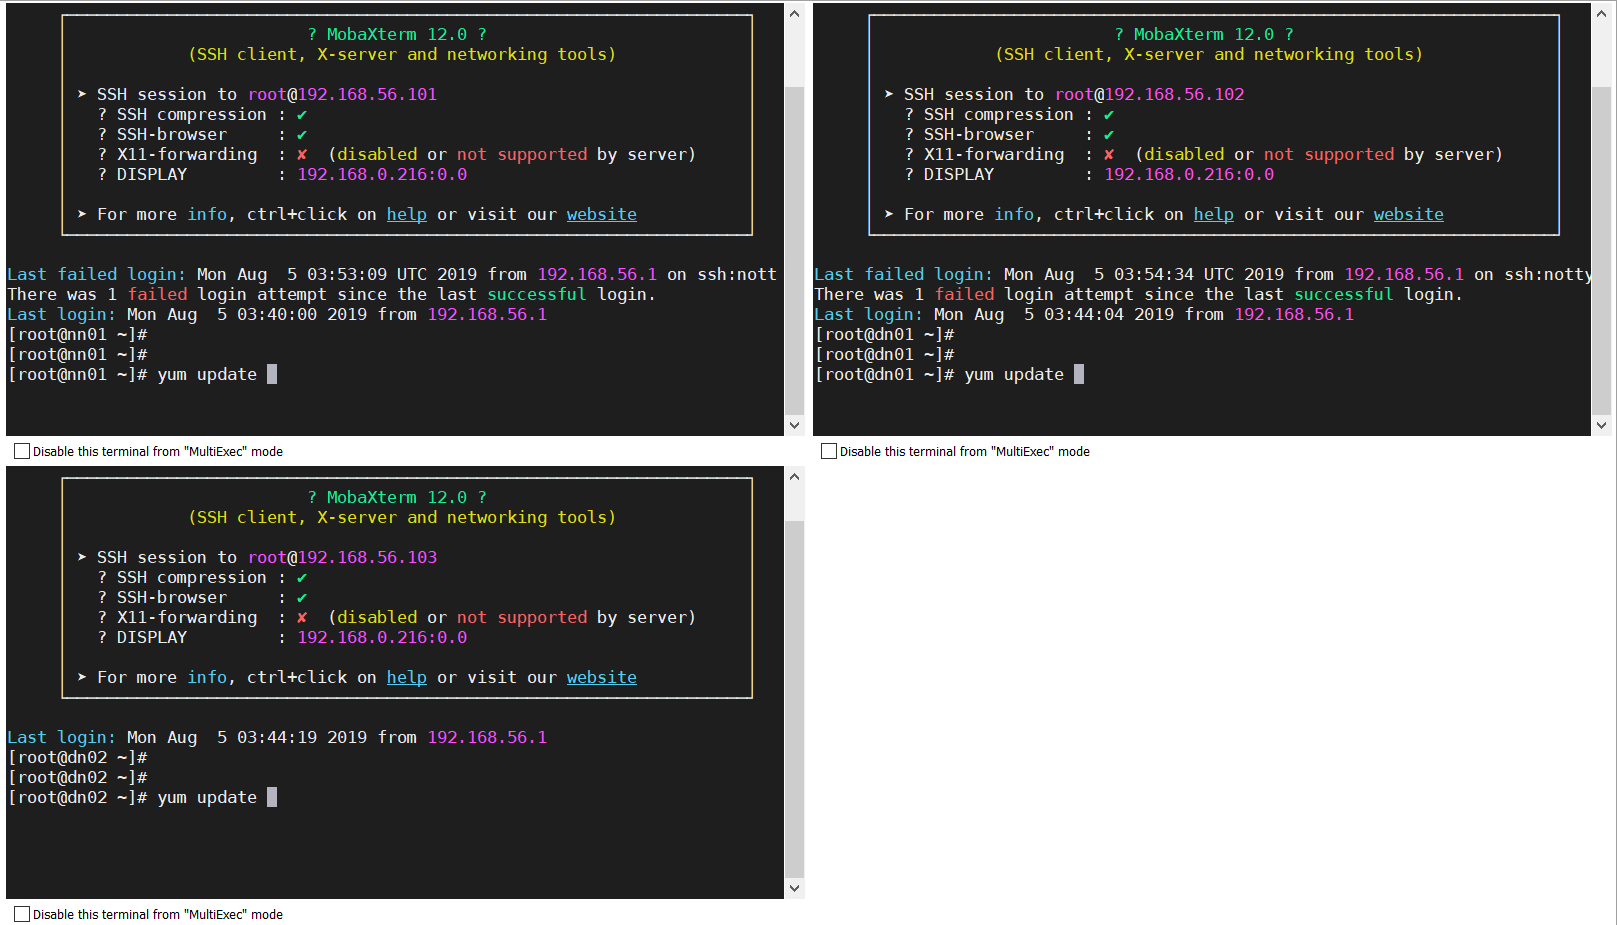 ? MobaXterm 12.0 ?
(SSH client, X-server and networking tools)
➤ SSH session to root@192.168.56.101
? SSH compression : ✔
? SSH-browser     : ✔
? X11-forwarding  : ✘  (disabled or not supported by server)
? DISPLAY         : 192.168.0.216:0.0
➤ For more info, ctrl+click on help or visit our website
Last failed login: Mon Aug  5 03:53:09 UTC 2019 from 192.168.56.1 on ssh:nott
There was 1 failed login attempt since the last successful login.
Last login: Mon Aug  5 03:40:00 2019 from 192.168.56.1
[root@nn01 ~]#
[root@nn01 ~]#
[root@nn01 ~]# yum update
Disable this terminal from "MultiExec" mode
? MobaXterm 12.0 ?
(SSH client, X-server and networking tools)
➤ SSH session to root@192.168.56.102
? SSH compression : ✔
? SSH-browser     : ✔
? X11-forwarding  : ✘  (disabled or not supported by server)
? DISPLAY         : 192.168.0.216:0.0
➤ For more info, ctrl+click on help or visit our website
Last failed login: Mon Aug  5 03:54:34 UTC 2019 from 192.168.56.1 on ssh:notty
There was 1 failed login attempt since the last successful login.
Last login: Mon Aug  5 03:44:04 2019 from 192.168.56.1
[root@dn01 ~]#
[root@dn01 ~]#
[root@dn01 ~]# yum update
Disable this terminal from "MultiExec" mode
? MobaXterm 12.0 ?
(SSH client, X-server and networking tools)
➤ SSH session to root@192.168.56.103
? SSH compression : ✔
? SSH-browser     : ✔
? X11-forwarding  : ✘  (disabled or not supported by server)
? DISPLAY         : 192.168.0.216:0.0
➤ For more info, ctrl+click on help or visit our website
Last login: Mon Aug  5 03:44:19 2019 from 192.168.56.1
[root@dn02 ~]#
[root@dn02 ~]#
[root@dn02 ~]# yum update
Disable this terminal from "MultiExec" mode